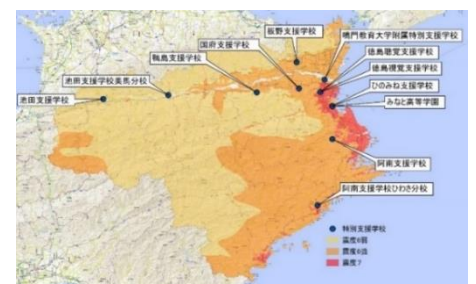 板野支援学校
国府支援学校
鳴門教育大学附属特別支援学校
鴨島支援学校
徳島聴覚支援学校
徳島視覚支援学校
池田支援学校美馬分校
ひのみね支援学校
池田支援学校
みなと高等学園
阿南支援学校
阿南支援学校ひわさ分校
特別支援学校
震度6弱
震度6強
震度7